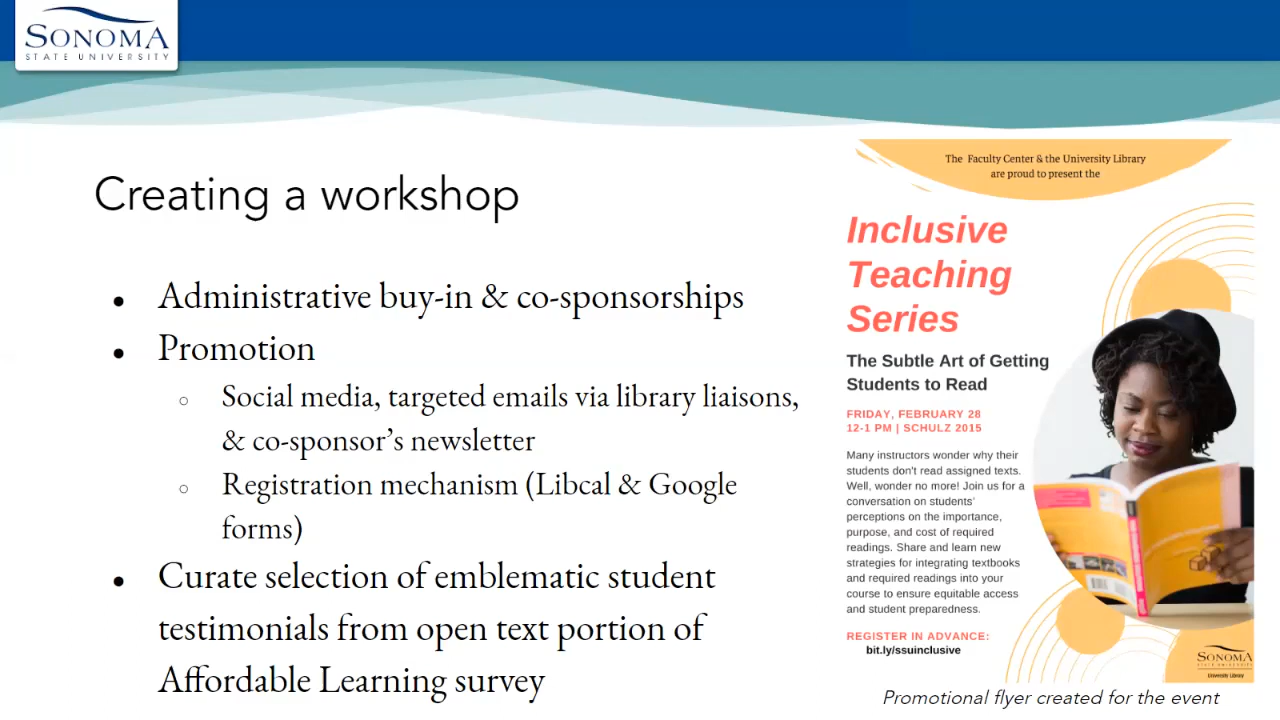 SONOMA
STATE UNIVERSITY
Creating a workshop
● Administrative buy-in & co-sponsorships
● Promotion
○ Social media, targeted emails via library liaisons,
& co-sponsor’s newsletter
○ Registration mechanism (Libcal & Google
forms)
● Curate selection of emblematic student
testimonials from open text portion of
Affordable Learning survey
The Faculty Center & the University Library
are proud to present the
Inclusive
Teaching
Series
The Subtle Art of Getting
Students to Read
FRIDAY, FEBRUARY 28
12-1 PM | SCHULZ 2015
Many instructors wonder why their
students don't read assigned texts.
Well, wonder no more! Join us for a
conversation on students'
perceptions on the importance,
purpose, and cost of required
readings. Share and learn new
strategies for integrating textbooks
and required readings into your
course to ensure equitable access
and student preparedness.
REGISTER IN ADVANCE:
bit.ly/ssuinclusive
SONOMA
STATE UNIVERSITY
University Library
Promotional flyer created for the event